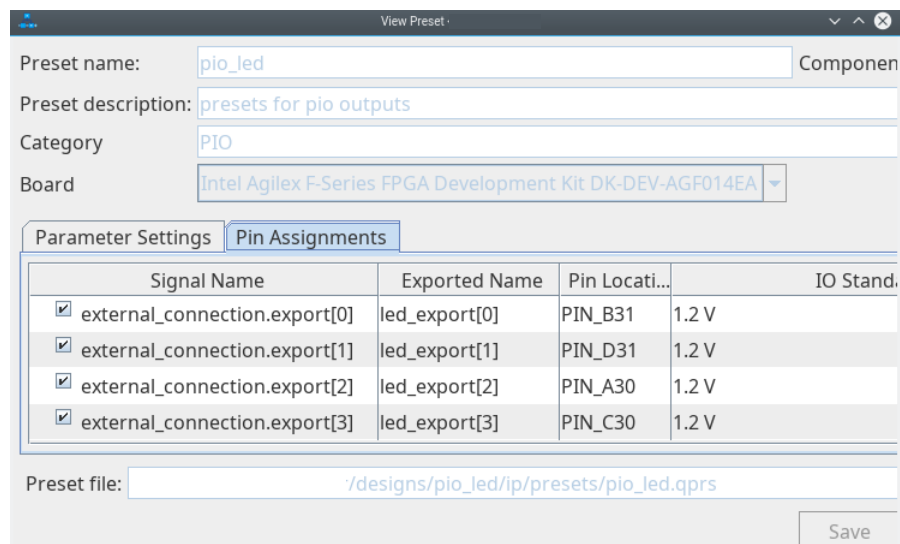 View Preset
Preset name: pio_led Componen
Preset description: presets for pio outputs
Category PIO
Board Intel Agilex F-Series FPGA Development Kit DK-DEV-AGF014EA
Parameter Settings Pin Assignments
Signal Name Exported Name Pin Locati... IO Standa
external_connection.export[0] led_export[0] PIN_B31 1.2 V
external_connection.export[1] led_export[1] PIN_D31 1.2 V
external_connection.export[2] led_export[2] PIN_A30 1.2 V
external_connection.export[3] led_export[3] PIN_C30 1.2 V
Preset file: /designs/pio_led/ip/presets/pio_led.qprs
Save